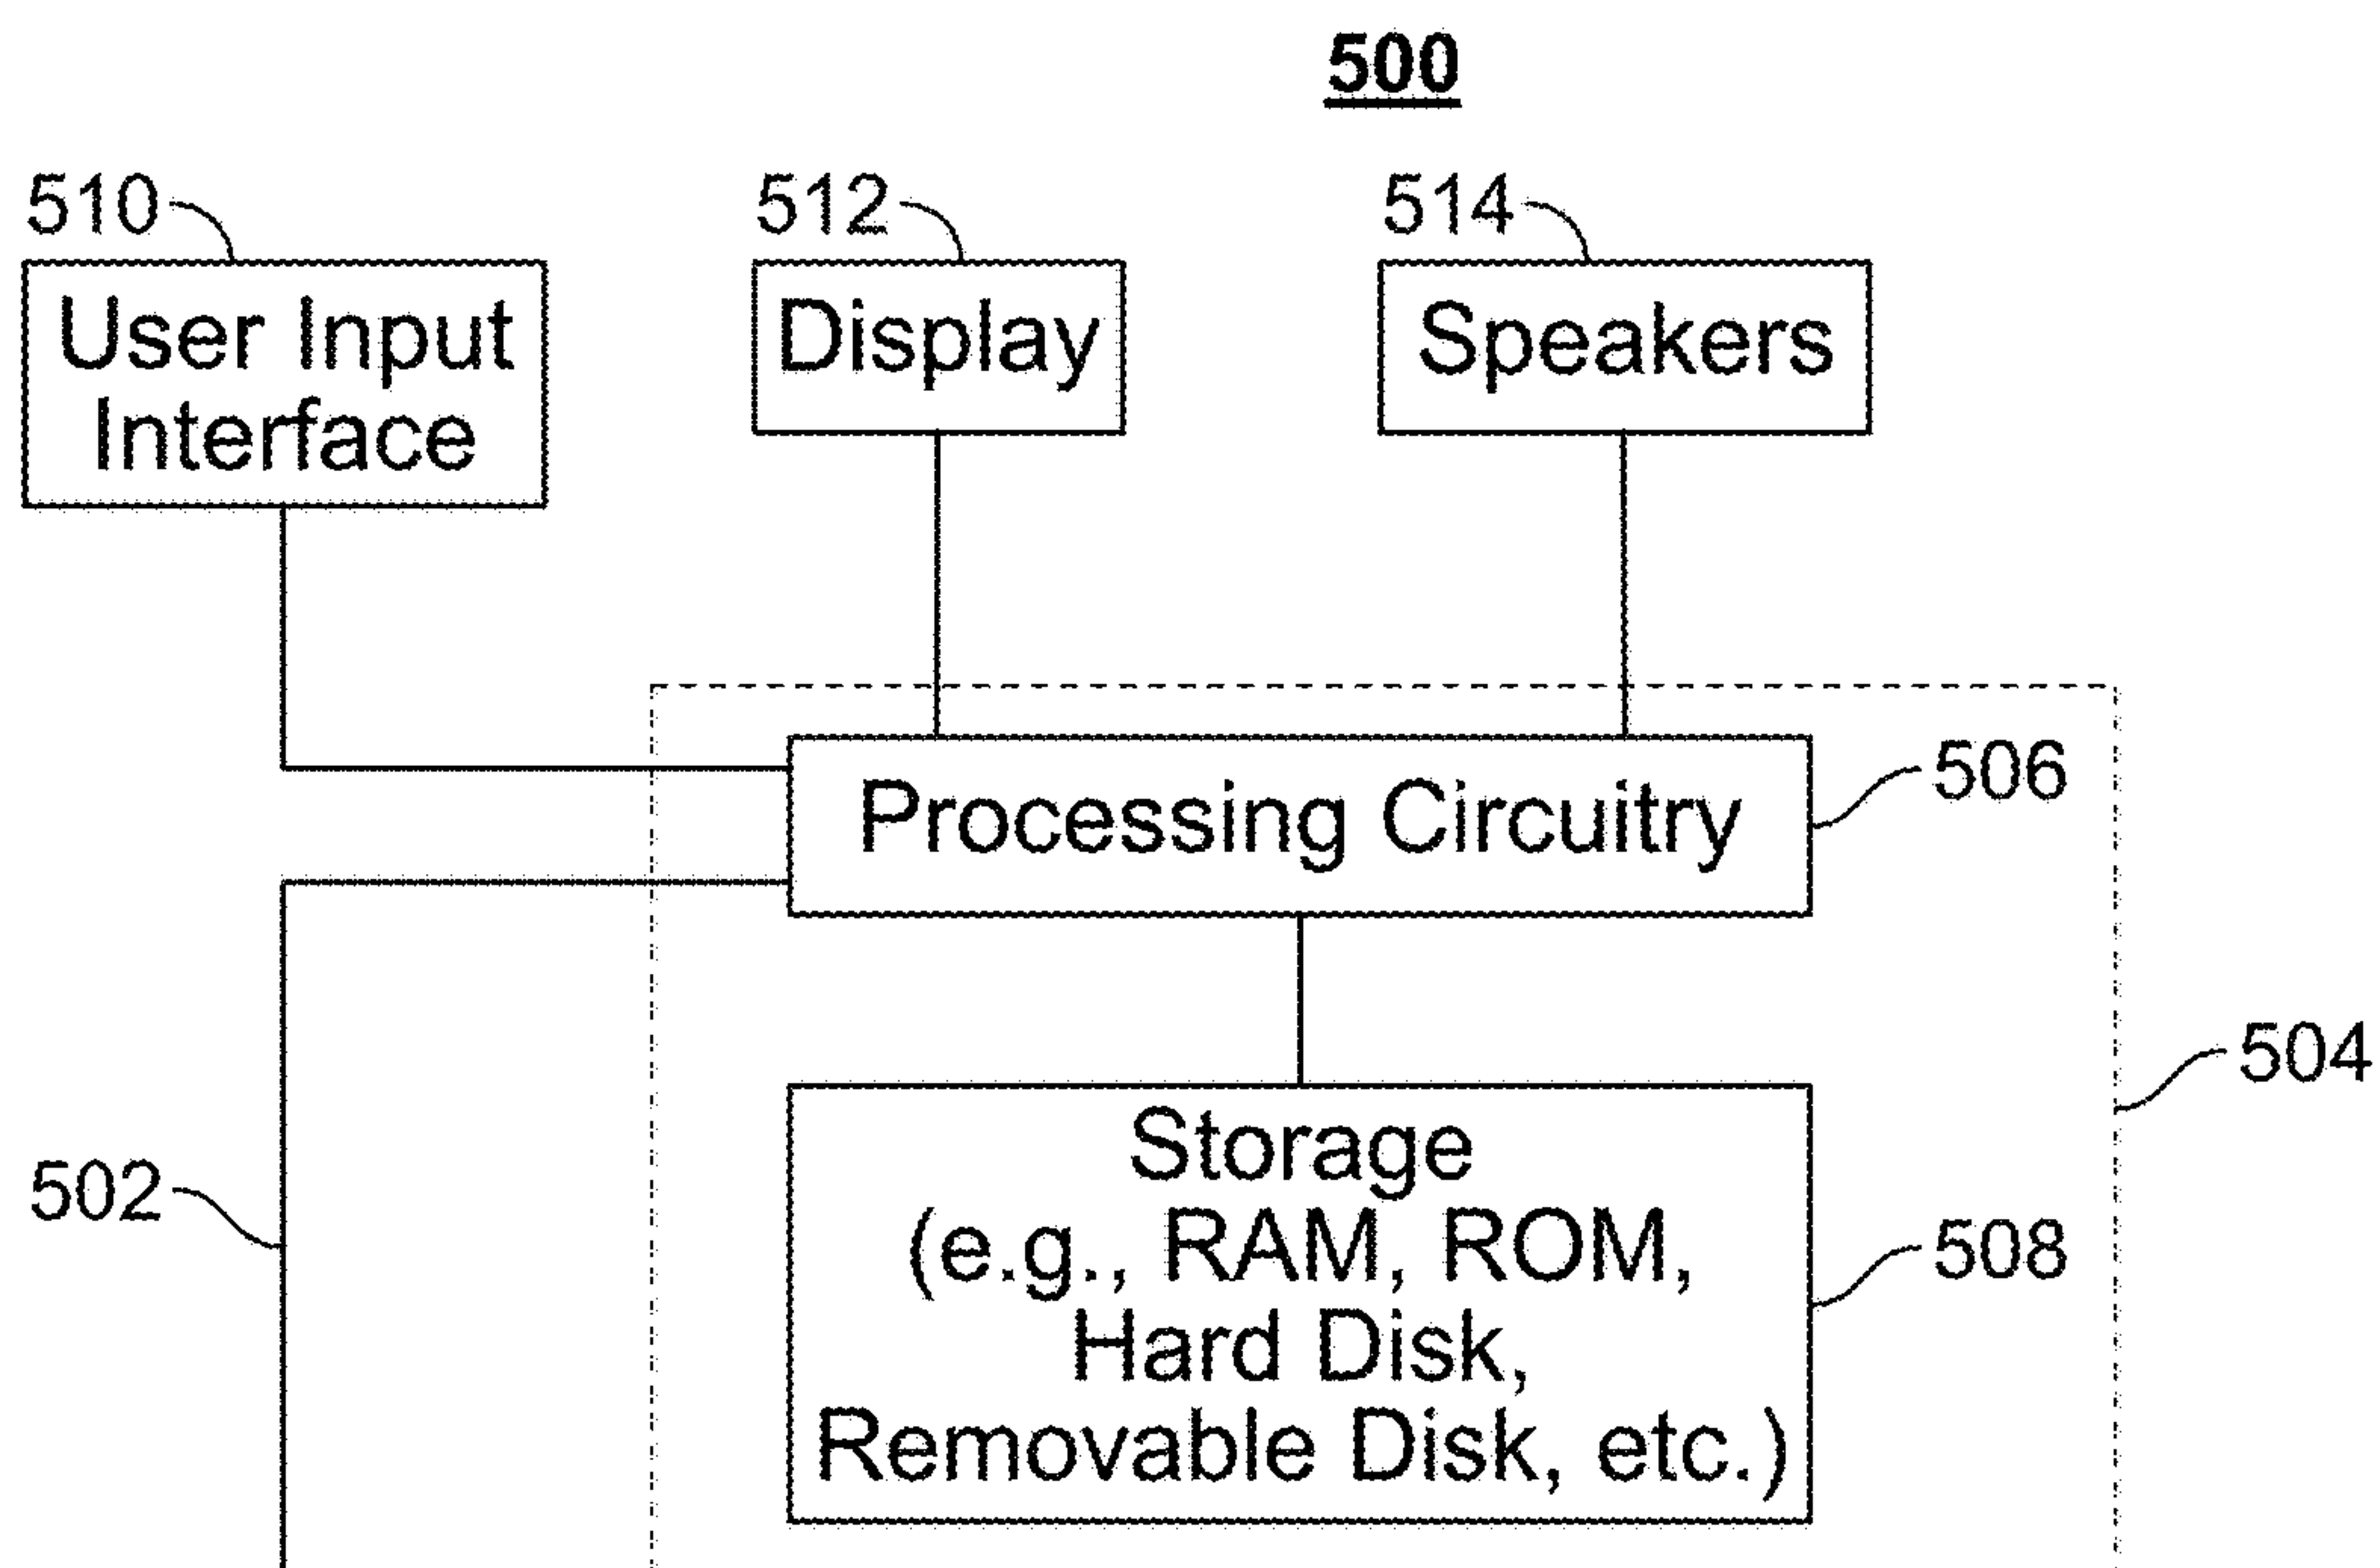 500
510
512
514
User Input
Interface
Display
Speakers
Processing Circuitry
506
504
502
Storage
(e.g., RAM, ROM,
Hard Disk,
Removable Disk, etc.)
508